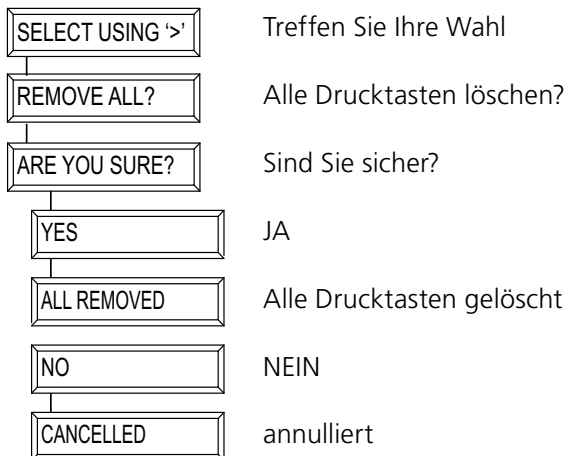 SELECT USING ‘>’ Treffen Sie Ihre Wahl
REMOVE ALL? Alle Drucktasten löschen?
ARE YOU SURE? Sind Sie sicher?
YES JA
ALL REMOVED Alle Drucktasten gelöscht
NO NEIN
CANCELLED annulliert